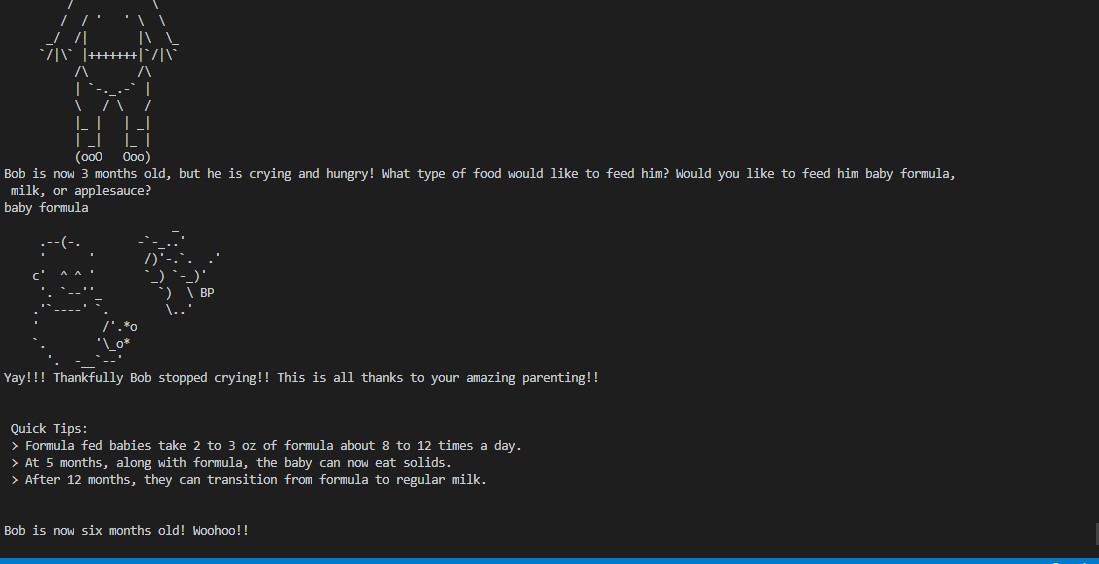 Bob is now 3 months old, but he is crying and hungry! What type of food would like to feed him? Would you like to feed him baby formula,
milk, or applesauce?
baby formula
BP
Yay!!! Thankfully Bob stopped crying!! This is all thanks to your amazing parenting!!
Quick Tips:
> Formula fed babies take 2 to 3 oz of formula about 8 to 12 times a day.
> At 5 months, along with formula, the baby can now eat solids.
> After 12 months, they can transition from formula to regular milk.
Bob is now six months old! Woohoo!!